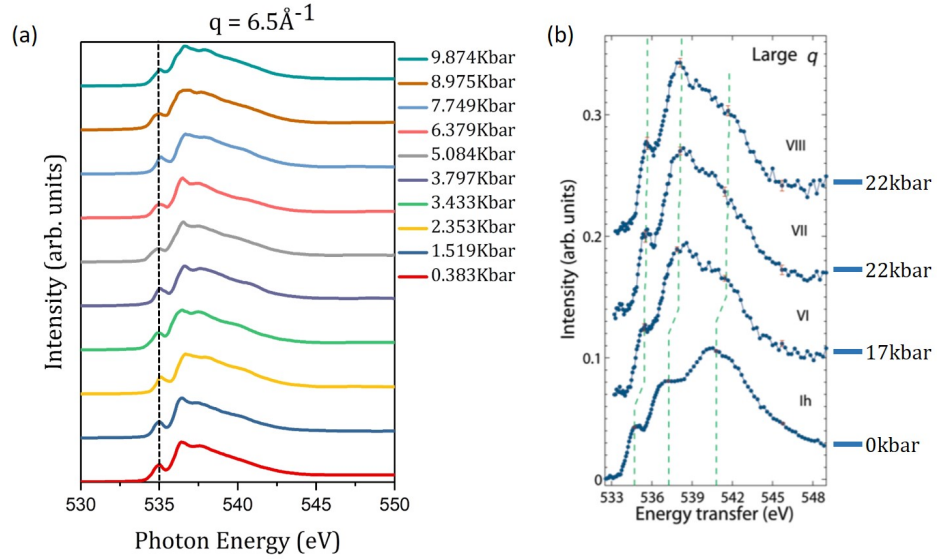 (a)
q = 6.5Å⁻¹
9.874Kbar
8.975Kbar
7.749Kbar
6.379Kbar
5.084Kbar
3.797Kbar
3.433Kbar
2.353Kbar
1.519Kbar
0.383Kbar
Intensity (arb. units)
530 535 540 545 550
Photon Energy (eV)
(b)
Large q
0.3
0.2
0.1
0
Intensity (arb. units)
VIII
VII
VI
Ih
22kbar
22kbar
17kbar
0kbar
533 536 539 542 545 548
Energy transfer (eV)